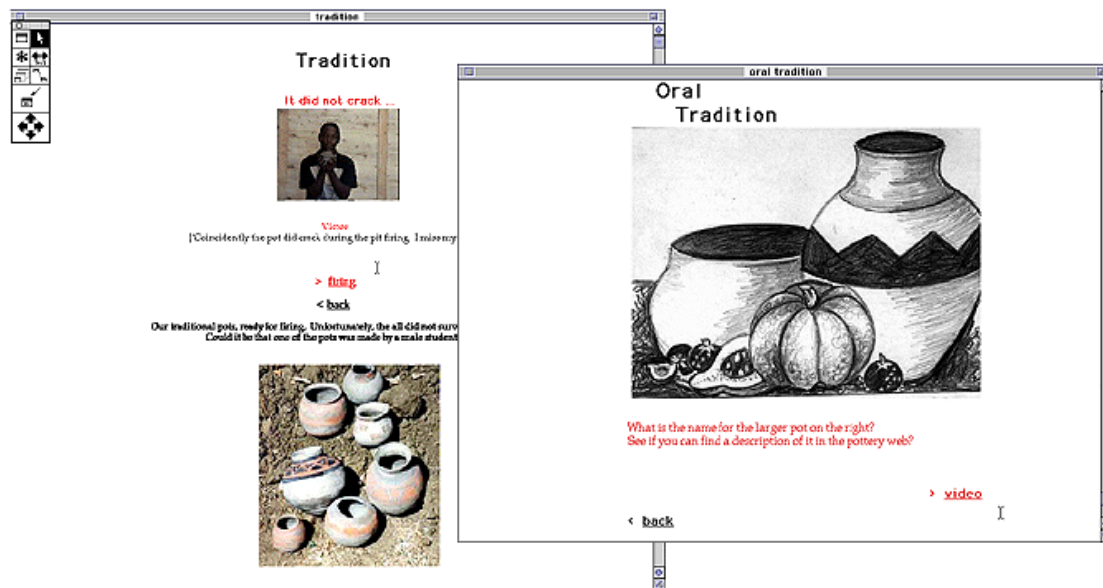 tradition
Tradition
It did not crack ...
Video
["Coincidently the pot did crack during the pit firing. I miss my
> firing
< back
Our traditional pots, ready for firing. Unfortunately, the all did not surv
Could it be that one of the pots was made by a male student
oral tradition
Oral
Tradition
What is the name for the larger pot on the right?
See if you can find a description of it in the pottery web?
> video
< back